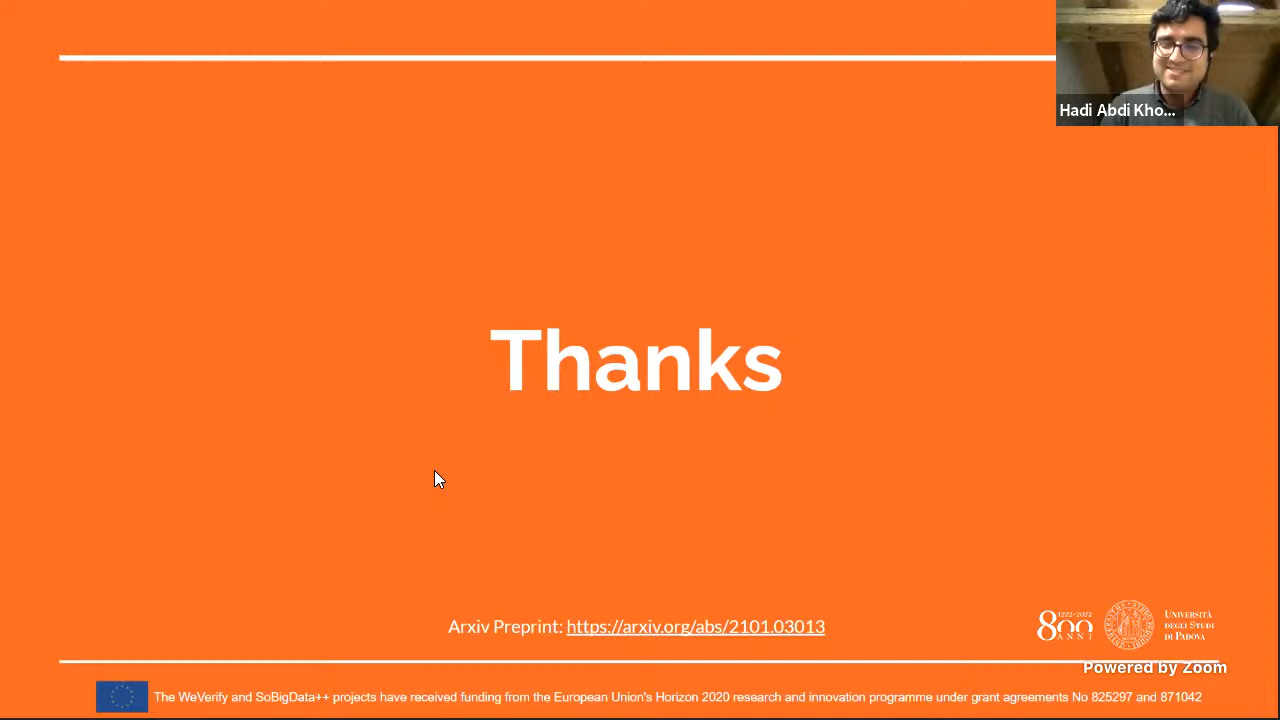 Hadi Abdi Kho...
Thanks
Arxiv Preprint: https://arxiv.org/abs/2101.03013
1222•2022
800
ANNI
UNIVERSITÀ
DEGLI STUDI
DI PADOVA
Powered by Zoom
The WeVerify and SoBigData++ projects have received funding from the European Union's Horizon 2020 research and innovation programme under grant agreements No 825297 and 871042